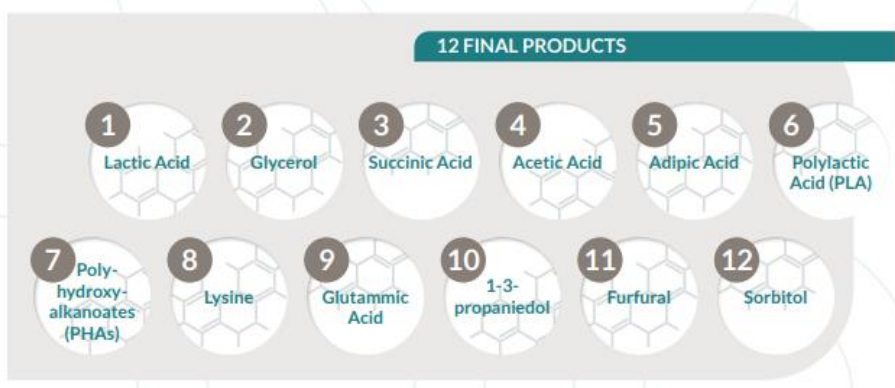 12 FINAL PRODUCTS
1
Lactic Acid
2
Glycerol
3
Succinic Acid
4
Acetic Acid
5
Adipic Acid
6
Polylactic
Acid (PLA)
7
Poly-
hydroxy-
alkanoates
(PHAs)
8
Lysine
9
Glutammic
Acid
10
1-3-
propaniedol
11
Furfural
12
Sorbitol